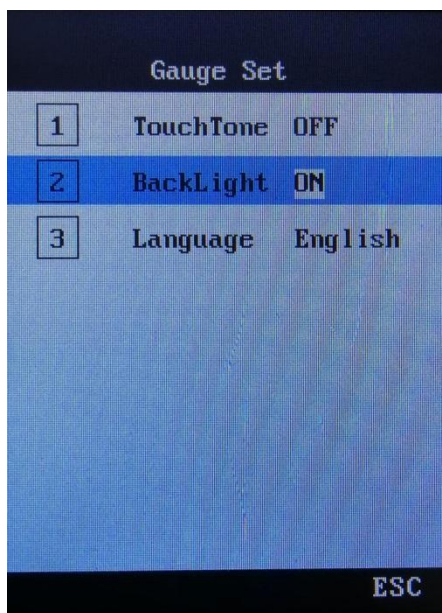 Gauge Set
1 TouchTone OFF
2 BackLight ON
3 Language English
ESC